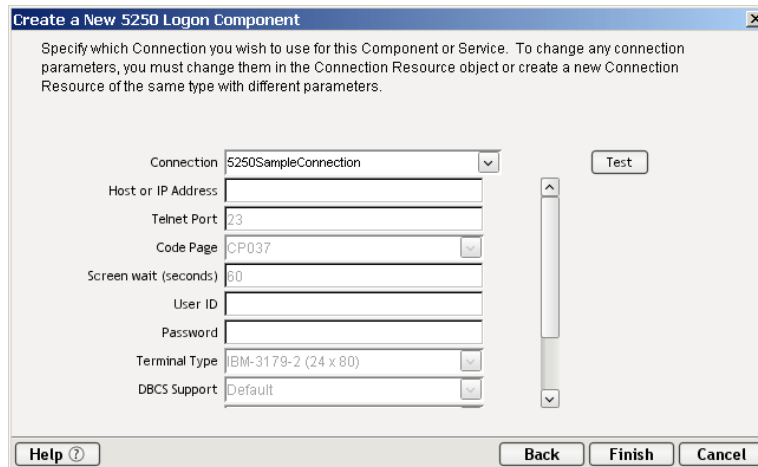 Create a New 5250 Logon Component
Specify which Connection you wish to use for this Component or Service. To change any connection
parameters, you must change them in the Connection Resource object or create a new Connection
Resource of the same type with different parameters.
Connection 5250SampleConnection Test
Host or IP Address
Telnet Port 23
Code Page CP037
Screen wait (seconds) 60
User ID
Password
Terminal Type IBM-3179-2 (24 x 80)
DBCS Support Default
Help ? Back Finish Cancel